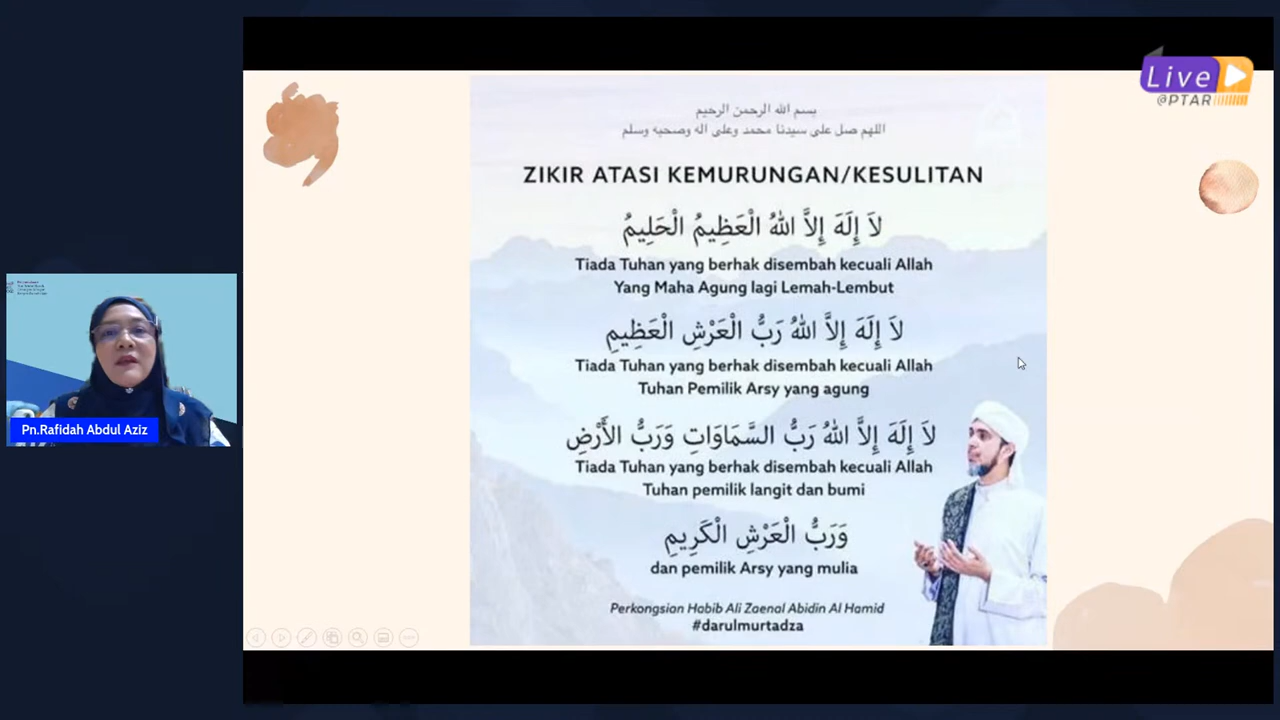 Live
@PTAR
بسم الله الرحمن الرحيم
اللهم صل على سيدنا محمد وعلى اله وصحبه وسلم
ZIKIR ATASI KEMURUNGAN/KESULITAN
لاَ إِلَهَ إِلاَّ اللهُ الْعَظِيمُ الْحَلِيمُ
Tiada Tuhan yang berhak disembah kecuali Allah
Yang Maha Agung lagi Lemah-Lembut
لاَ إِلَهَ إِلاَّ اللهُ رَبُّ الْعَرْشِ الْعَظِيمِ
Tiada Tuhan yang berhak disembah kecuali Allah
Tuhan Pemilik Arsy yang agung
لاَ إِلَهَ إِلاَّ اللهُ رَبُّ السَّمَاوَاتِ وَرَبُّ الأَرْضِ
Tiada Tuhan yang berhak disembah kecuali Allah
Tuhan pemilik langit dan bumi
وَرَبُّ الْعَرْشِ الْكَرِيمِ
dan pemilik Arsy yang mulia
Perkongsian Habib Ali Zaenal Abidin Al Hamid
#darulmurtadza
Pn.Rafidah Abdul Aziz